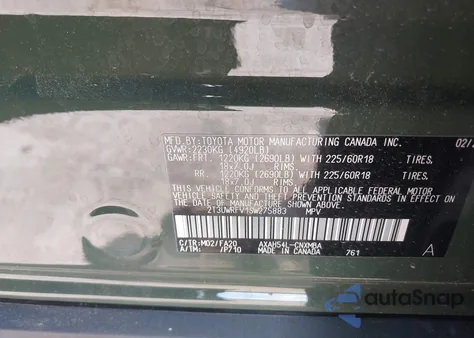 MFD.BY:TOYOTA MOTOR MANUFACTURING CANADA INC. 02/
GVWR:2230KG (4920LB)
GAWR:FRT. 1220KG (2690LB) WITH 225/60R18 TIRES.
18x7.0J RIMS.
RR. 1220KG (2690LB) WITH 225/60R18 TIRES.
18x7.0J RIMS.
THIS VEHICLE CONFORMS TO ALL APPLICABLE FEDERAL MOTOR
VEHICLE SAFETY AND THEFT PREVENTION STANDARDS IN EFFECT ON
THE DATE OF MANUFACTURE SHOWN ABOVE.
MPV
C/TR:M02/FA20 AXAH54L-CNXMBA
A/TM: /P710 MADE IN CANADA 761 A
autoSnap